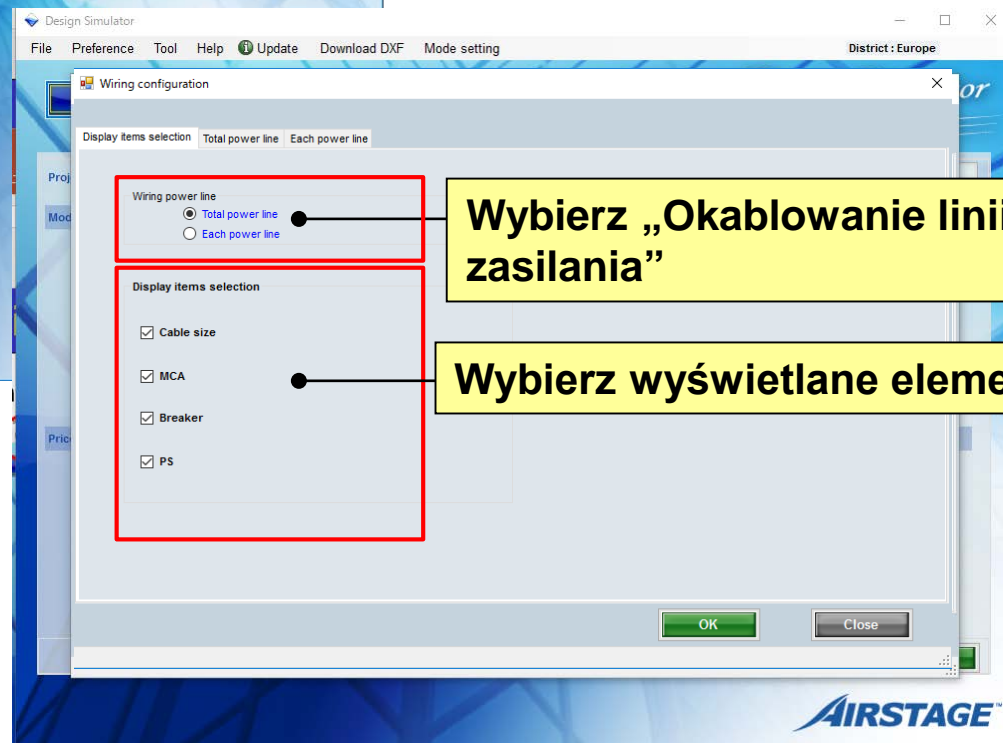 Design Simulator
File Preference Tool Help Update Download DXF Mode setting District : Europe
Wiring configuration
Display items selection Total power line Each power line
Wiring power line
Total power line
Each power line
Wybierz „Okablowanie linii
zasilania”
Display items selection
Cable size
MCA
Wybierz wyświetlane
Breaker
PS
OK Close
AIRSTAGE™